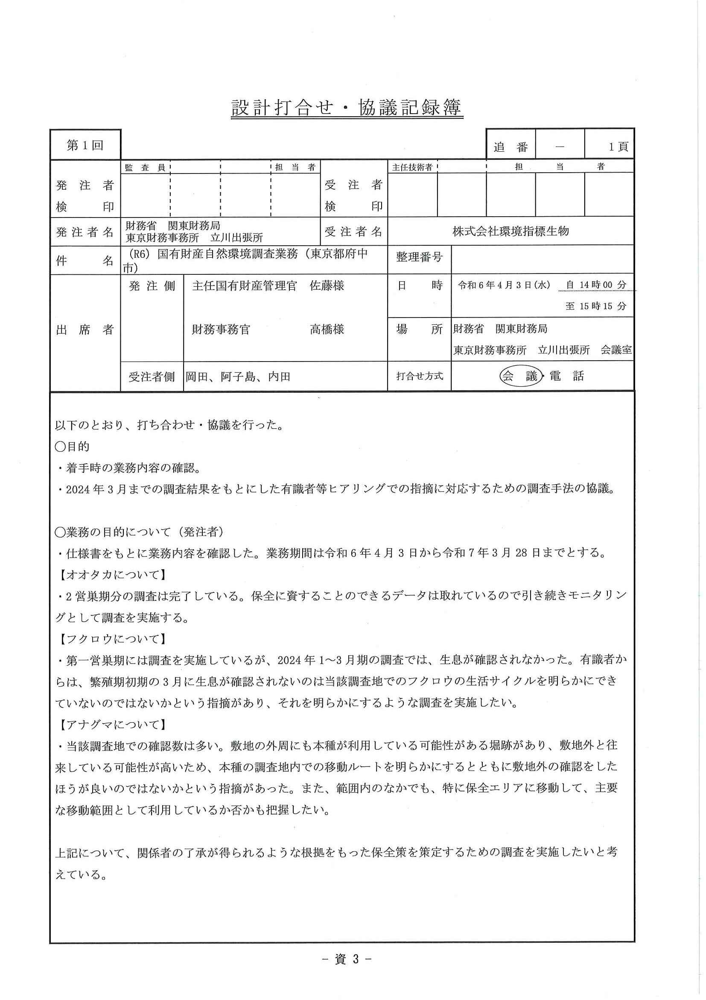 設計打合せ・協議記録簿
第1回
追番 － 1頁
監査員 担当者 主任技術者 担当者
発注者
検印
受注者
検印
発注者名
財務省 関東財務局
東京財務事務所 立川出張所
受注者名
株式会社環境指標生物
件名
(R6) 国有財産自然環境調査業務（東京都府中
市）
整理番号
出席者
発注側 主任国有財産管理官 佐藤様
財務事務官 高橋様
日時 令和6年4月3日(水) 自 14時00分
至 15時15分
場所 財務省 関東財務局
東京財務事務所 立川出張所 会議室
受注者側 岡田、阿子島、内田
打合せ方式 会議・電話
以下のとおり、打ち合わせ・協議を行った。
〇目的
・着手時の業務内容の確認。
・2024年3月までの調査結果をもとにした有識者等ヒアリングでの指摘に対応するための調査手法の協議。
〇業務の目的について（発注者）
・仕様書をもとに業務内容を確認した。業務期間は令和6年4月3日から令和7年3月28日までとする。
【オオタカについて】
・2営巣期分の調査は完了している。保全に資することのできるデータは取れているので引き続きモニタリン
グとして調査を実施する。
【フクロウについて】
・第一営巣期には調査を実施しているが、2024年1～3月期の調査では、生息が確認されなかった。有識者か
らは、繁殖期初期の3月に生息が確認されないのは当該調査地でのフクロウの生活サイクルを明らかにでき
ていないのではないかという指摘があり、それを明らかにするような調査を実施したい。
【アナグマについて】
・当該調査地での確認数は多い。敷地の外周にも本種が利用している可能性がある堀跡があり、敷地外と往
来している可能性が高いため、本種の調査地内での移動ルートを明らかにするとともに敷地外の確認をした
ほうが良いのではないかという指摘があった。また、範囲内のなかでも、特に保全エリアに移動して、主要
な移動範囲として利用しているか否かも把握したい。
上記について、関係者の了承が得られるような根拠をもった保全策を策定するための調査を実施したいと考
えている。
- 資 3 -